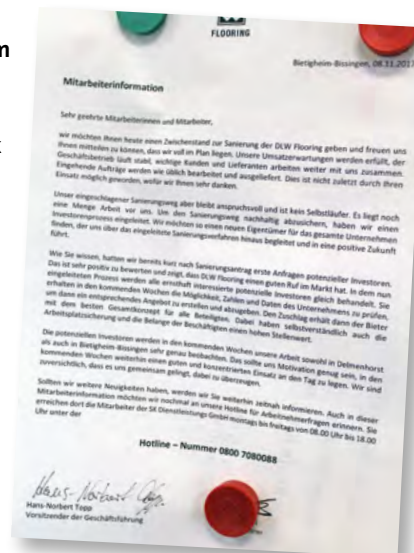 m
k
FLOORING
Bietigheim-Bissingen, 08.11.2017
Mitarbeiterinformation
Sehr geehrte Mitarbeiterinnen und Mitarbeiter,
wir möchten Ihnen heute einen Zwischenstand zur Sanierung der DLW Flooring geben und freuen uns
Ihnen mitteilen zu können, dass wir voll im Plan liegen. Unsere Umsatzerwartungen werden erfüllt, der
Geschäftsbetrieb läuft stabil, wichtige Kunden und Lieferanten arbeiten weiter mit uns zusammen.
Eingehende Aufträge werden wie üblich bearbeitet und ausgeliefert. Dies ist nicht zuletzt durch Ihren
Einsatz möglich geworden, wofür wir Ihnen sehr danken.
Unser eingeschlagener Sanierungsweg aber bleibt anspruchsvoll und ist kein Selbstläufer. Es liegt noch
eine Menge Arbeit vor uns. Um den Sanierungsweg nachhaltig abzusichern, haben wir einen
Investorenprozess eingeleitet. Wir möchten so einen neuen Eigentümer für das gesamte Unternehmen
finden, der uns über das eingeleitete Sanierungsverfahren hinaus begleitet und in eine positive Zukunft
führt.
Wie Sie wissen, hatten wir bereits kurz nach Sanierungsantrag erste Anfragen potenzieller Investoren.
Das ist sehr positiv zu bewerten und zeigt, dass DLW Flooring einen guten Ruf im Markt hat. In dem nun
eingeleiteten Prozess werden alle ernsthaft interessierte potenzielle Investoren gleich behandelt. Sie
erhalten in den kommenden Wochen die Möglichkeit, Zahlen und Daten des Unternehmens zu prüfen,
um dann ein entsprechendes Angebot zu erstellen und abzugeben. Den Zuschlag erhält dann der Bieter
mit dem besten Gesamtkonzept für alle Beteiligten. Dabei haben selbstverständlich auch die
Arbeitsplatzsicherung und die Belange der Beschäftigten einen hohen Stellenwert.
Die potenziellen Investoren werden in den kommenden Wochen unsere Arbeit sowohl in Delmenhorst
als auch in Bietigheim-Bissingen sehr genau beobachten. Das sollte uns Motivation genug sein, in den
kommenden Wochen weiterhin einen guten und konzentrierten Einsatz an den Tag zu legen. Wir sind
zuversichtlich, dass es uns gemeinsam gelingt, dabei zu überzeugen.
Sollten wir weitere Neuigkeiten haben, werden wir Sie weiterhin zeitnah informieren. Auch in dieser
Mitarbeiterinformation möchten wir nochmal an unsere Hotline für Arbeitnehmerfragen erinnern. Sie
erreichen dort die Mitarbeiter der SK Dienstleistungs GmbH montags bis freitags von 08.00 Uhr bis 18.00
Uhr unter der
Hotline – Nummer 0800 7080088
Hans-Norbert Topp
Vorsitzender der Geschäftsführung